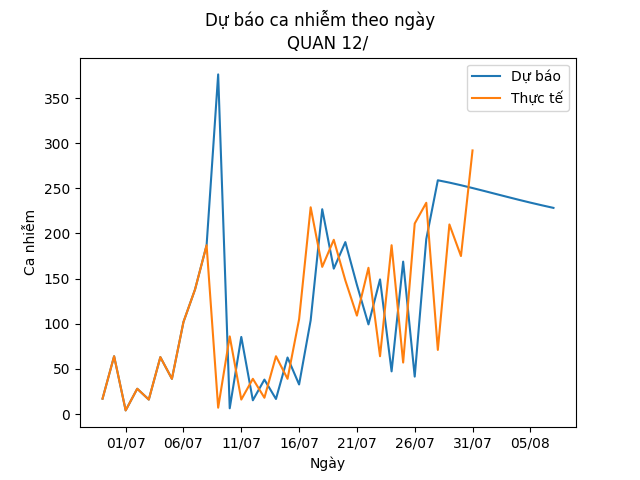 Dự báo ca nhiễm theo ngày
QUAN 12/
Dự báo
Thực tế
Ca nhiễm
350
300
250
200
150
100
50
0
01/07 06/07 11/07 16/07 21/07 26/07 31/07 05/08
Ngày